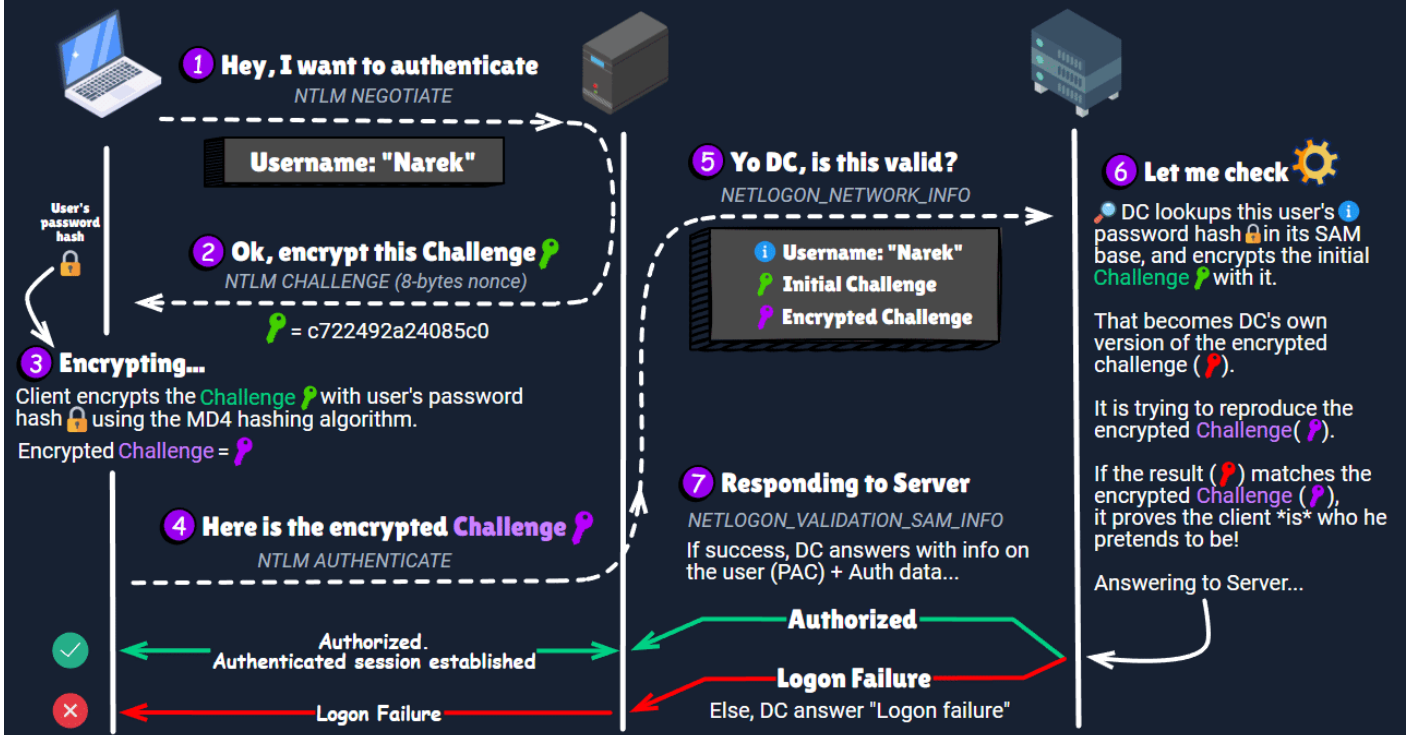 1 Hey, I want to authenticate
NTLM NEGOTIATE
Username: "Narek"
User's
password
hash
2 Ok, encrypt this Challenge
NTLM CHALLENGE (8-bytes nonce)
= c722492a24085c0
3 Encrypting...
Client encrypts the Challenge with user's password
hash using the MD4 hashing algorithm.
Encrypted Challenge =
4 Here is the encrypted Challenge
NTLM AUTHENTICATE
5 Yo DC, is this valid?
NETLOGON_NETWORK_INFO
i Username: "Narek"
Initial Challenge
Encrypted Challenge
6 Let me check
DC lookups this user's i
password hash in its SAM
base, and encrypts the initial
Challenge with it.
That becomes DC's own
version of the encrypted
challenge ( ).
It is trying to reproduce the
encrypted Challenge( ).
If the result ( ) matches the
encrypted Challenge ( ),
it proves the client *is* who he
pretends to be!
Answering to Server...
7 Responding to Server
NETLOGON_VALIDATION_SAM_INFO
If success, DC answers with info on
the user (PAC) + Auth data...
Authorized
Authorized.
Authenticated session established
Logon Failure
Else, DC answer "Logon failure"
Logon Failure